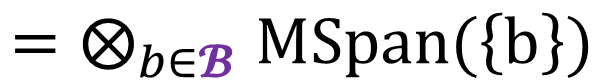 = ⊗_{b∈𝓑} MSpan({b})